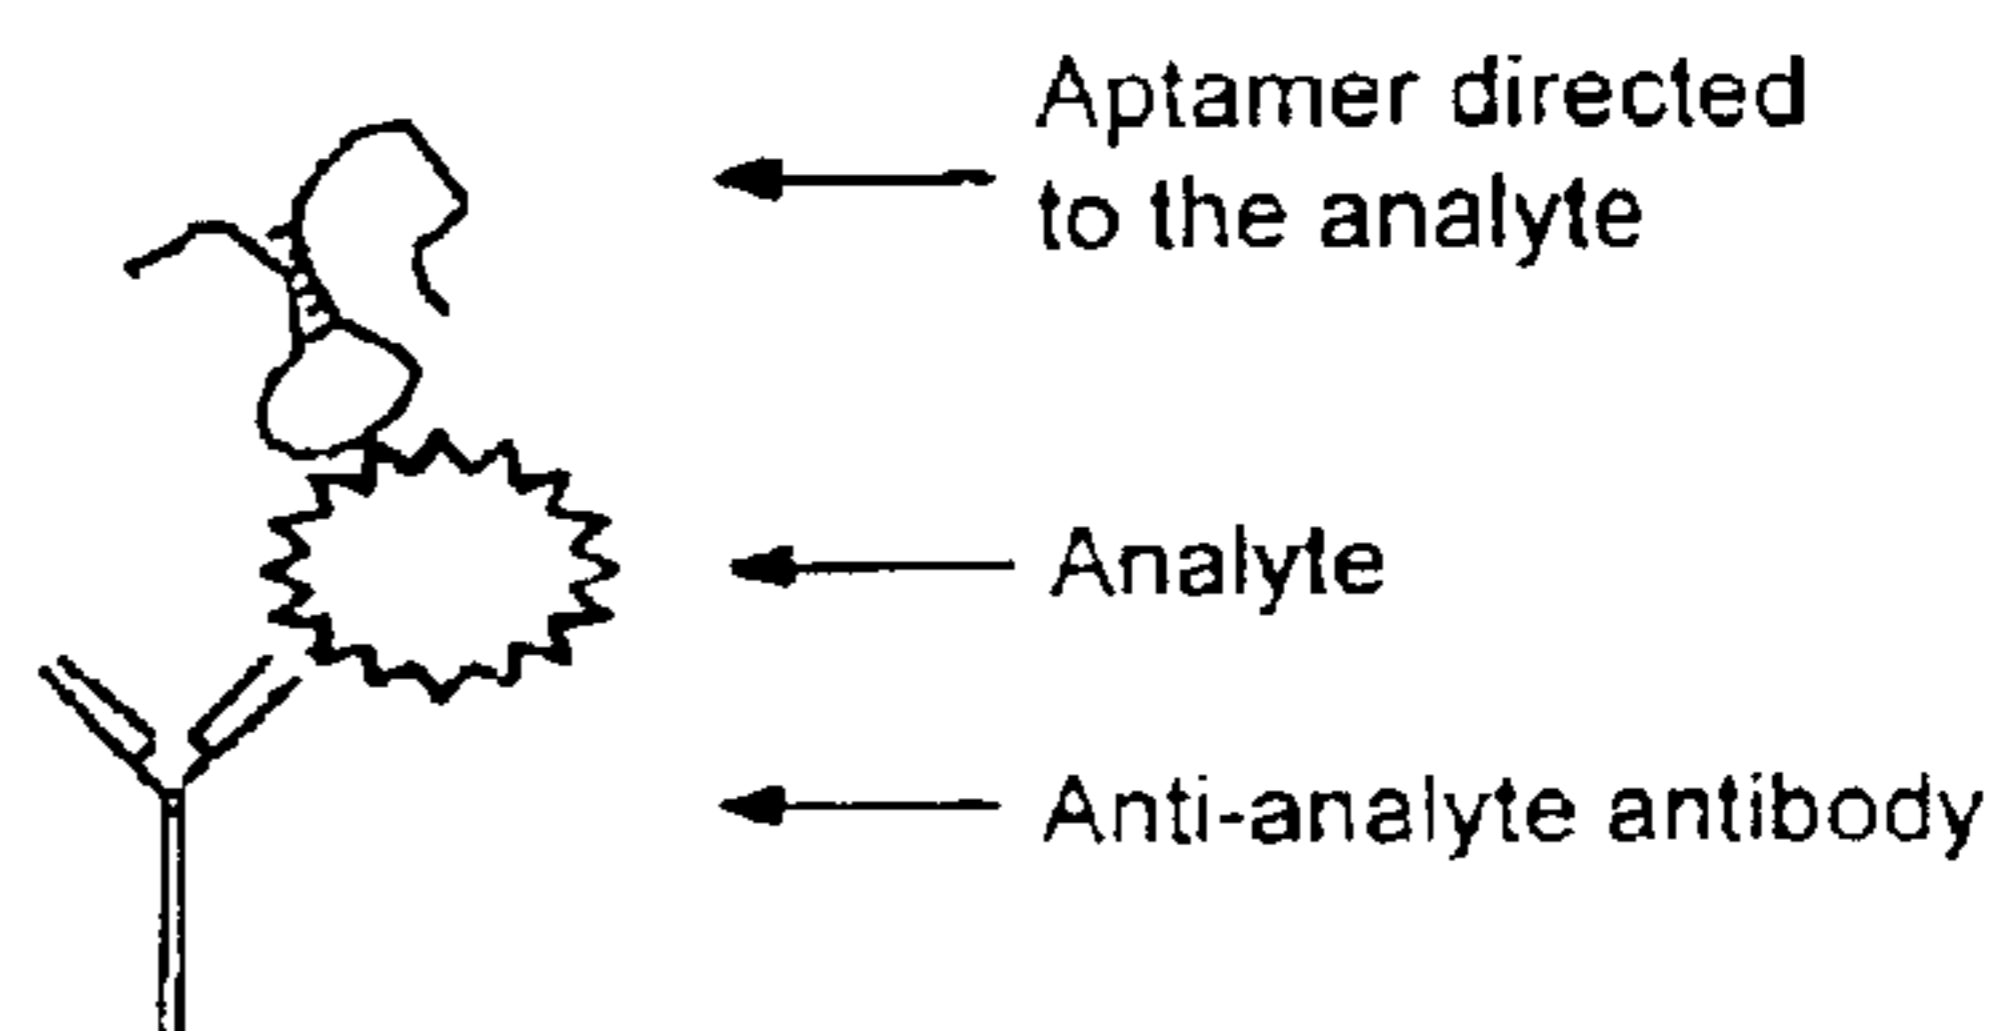 Aptamer directed
to the analyte
Analyte
Anti-analyte antibody